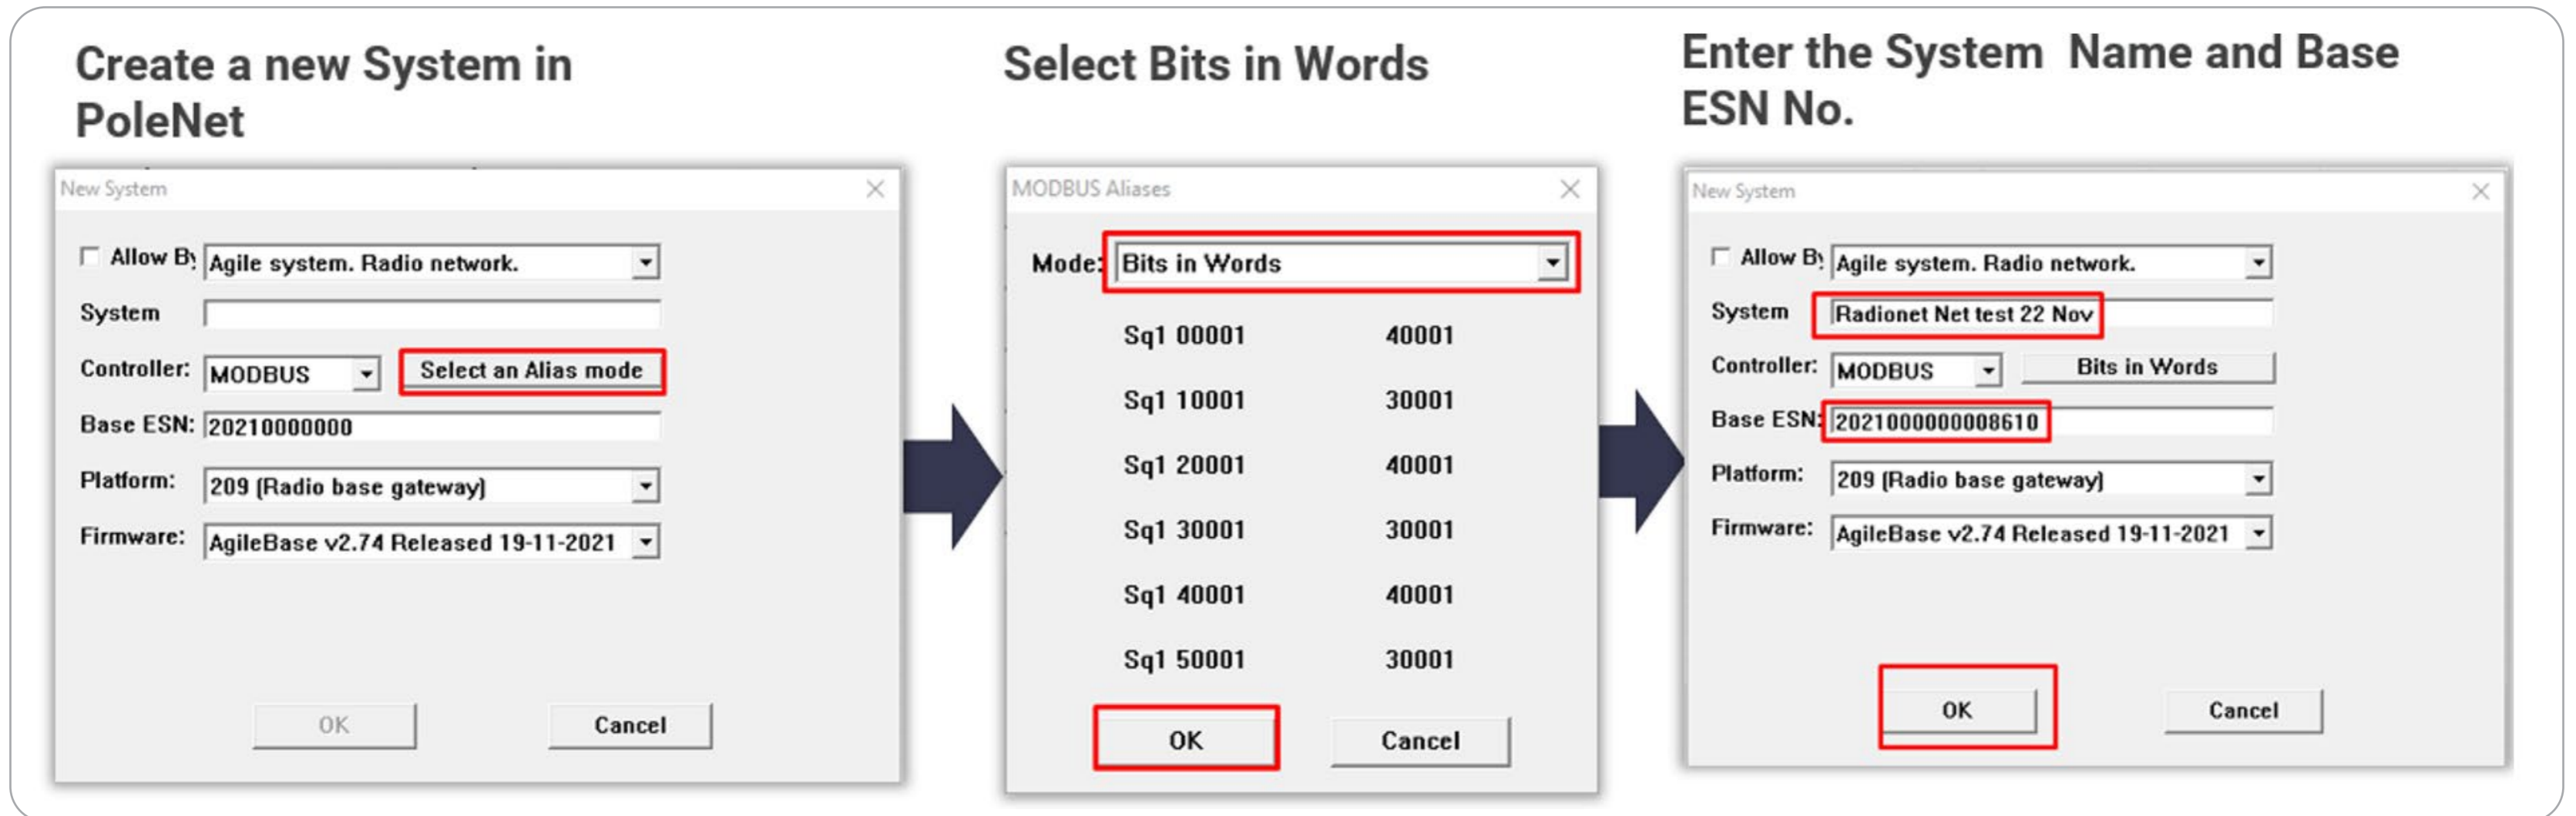 Create a new System in
PoleNet
New System
Allow By
Agile system. Radio network.
System
Controller: MODBUS Select an Alias mode
Base ESN: 20210000000
Platform: 209 (Radio base gateway)
Firmware: AgileBase v2.74 Released 19-11-2021
OK Cancel
Select Bits in Words
MODBUS Aliases
Mode: Bits in Words
Sq1 00001 40001
Sq1 10001 30001
Sq1 20001 40001
Sq1 30001 30001
Sq1 40001 40001
Sq1 50001 30001
OK Cancel
Enter the System Name and Base
ESN No.
New System
Allow By
Agile system. Radio network.
System Radionet Net test 22 Nov
Controller: MODBUS Bits in Words
Base ESN: 2021000000008610
Platform: 209 (Radio base gateway)
Firmware: AgileBase v2.74 Released 19-11-2021
OK Cancel